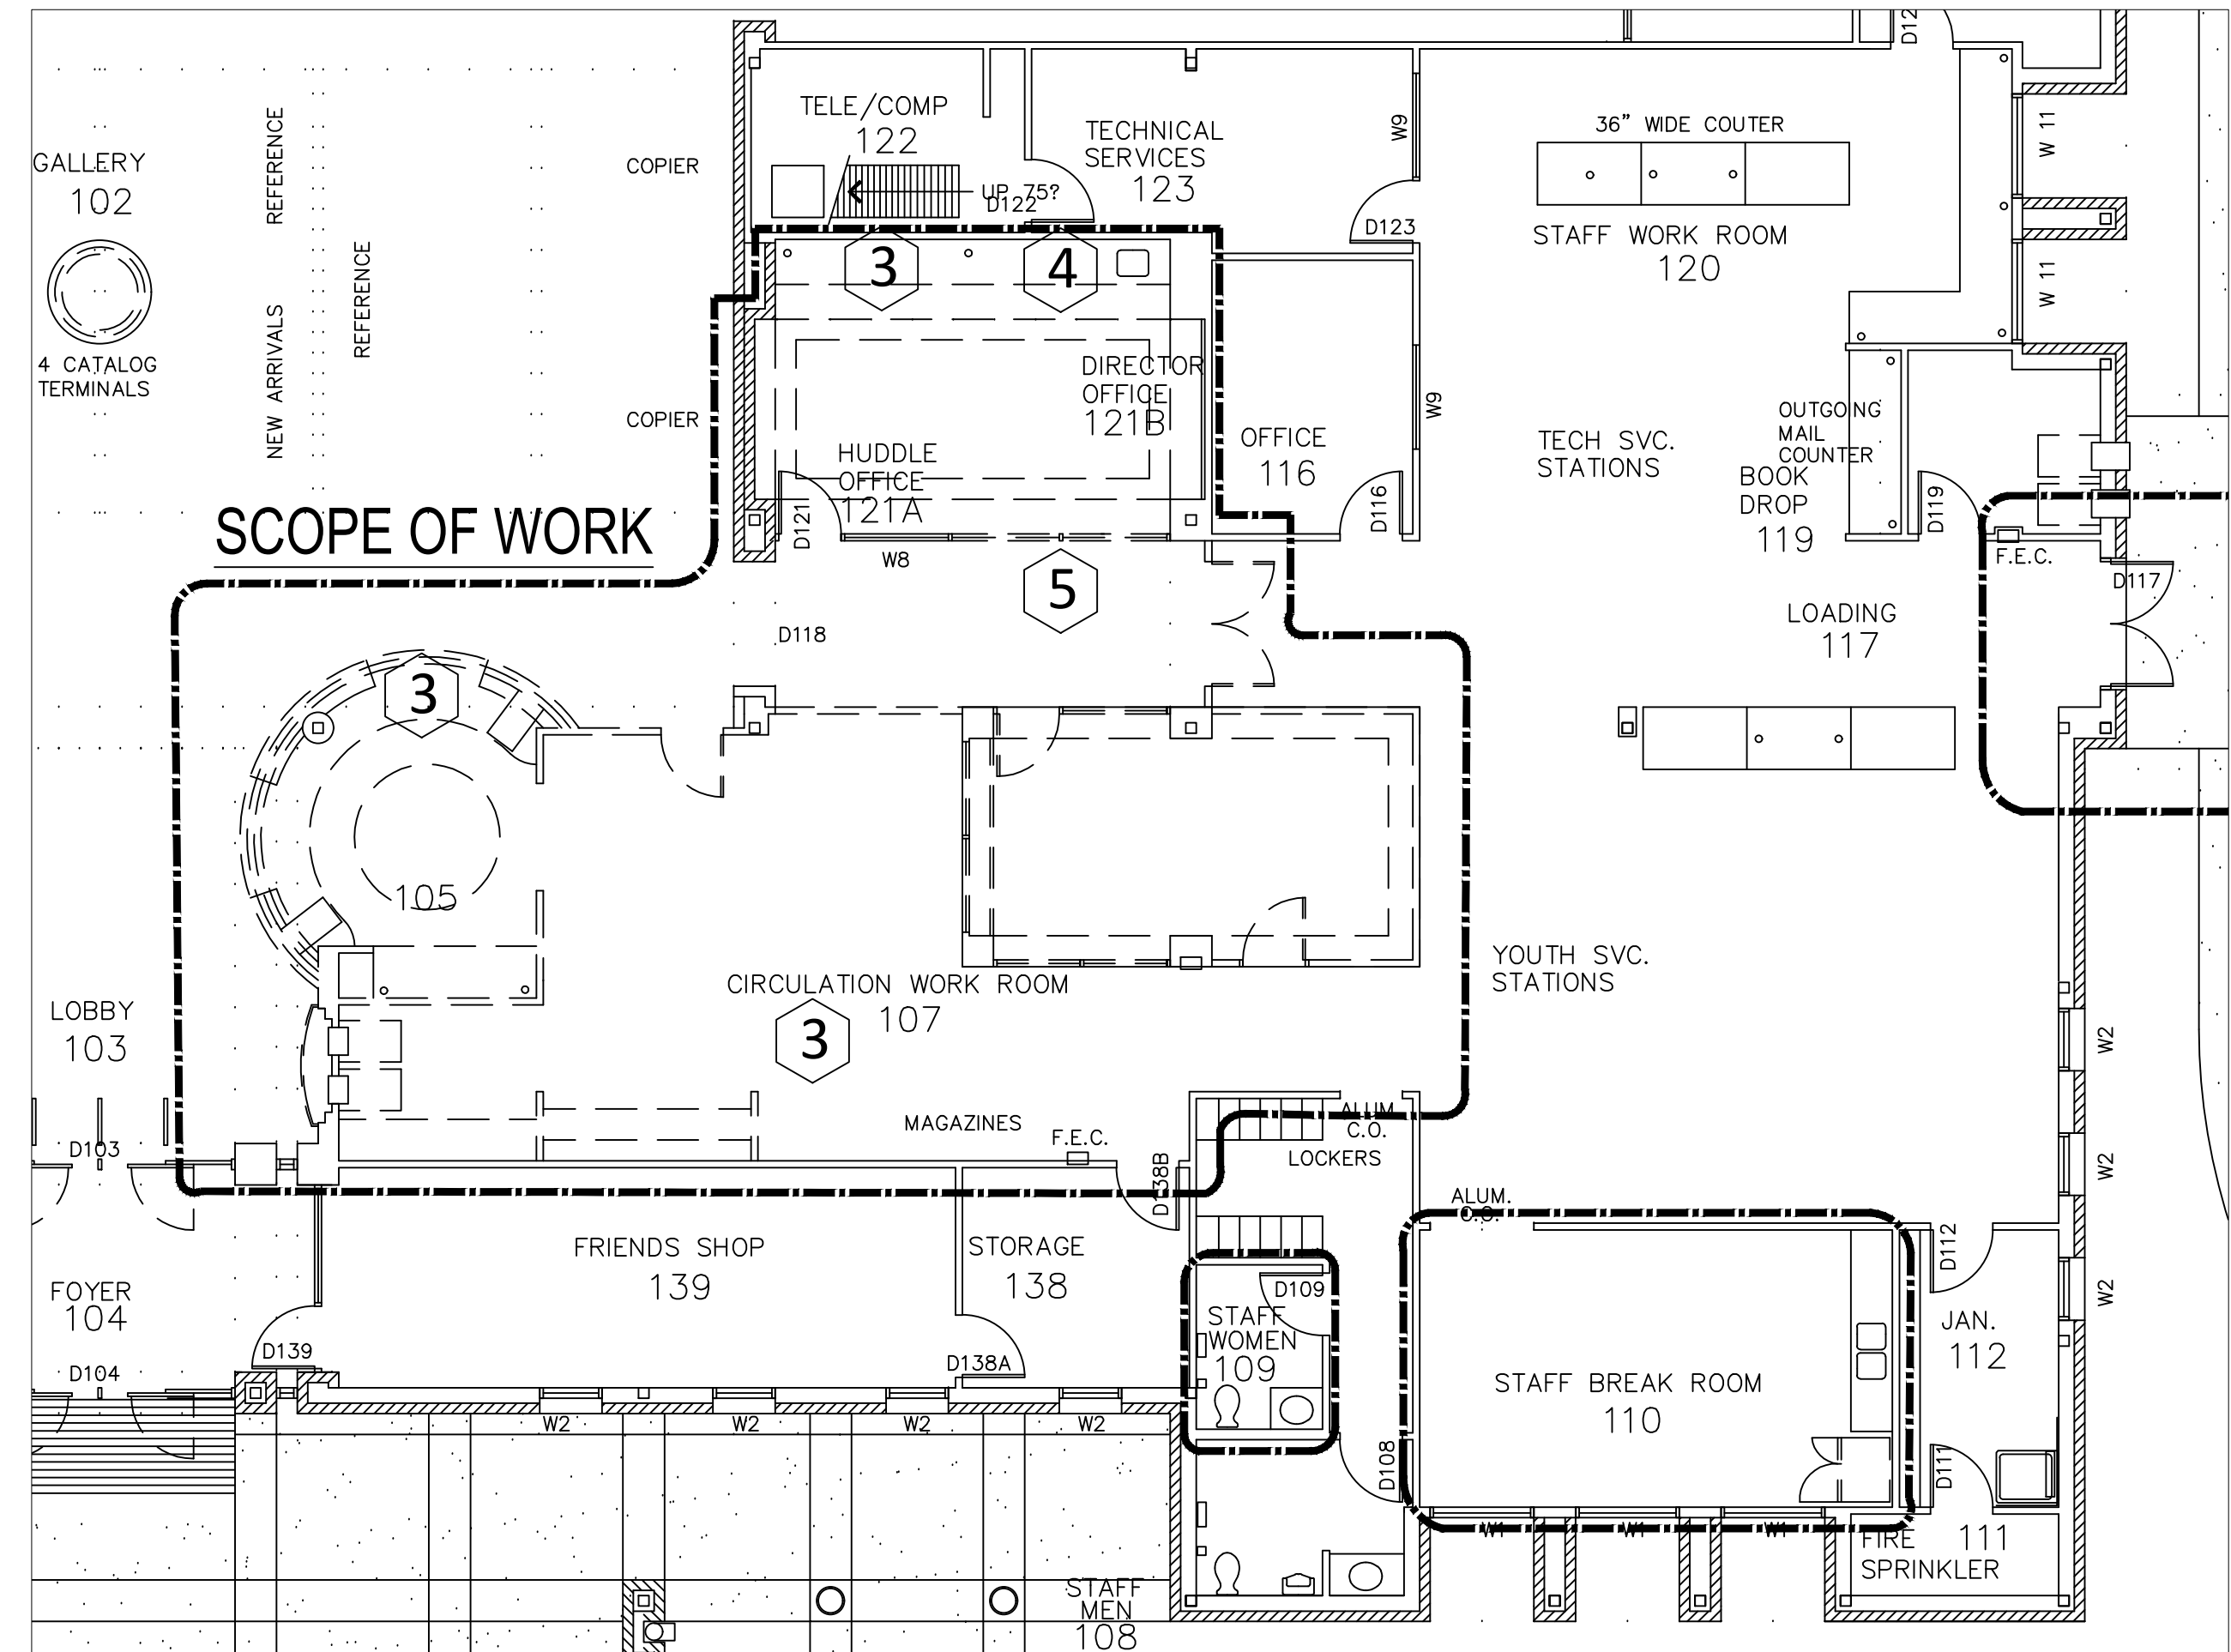 D12
TELE/COMP
122
TECHNICAL
SERVICES
123
W9
36" WIDE COUTER
W 11
GALLERY
102
REFERENCE
COPIER
UP 75?
D122
D123
STAFF WORK ROOM
120
W 11
3
4
REFERENCE
NEW ARRIVALS
4 CATALOG
TERMINALS
COPIER
DIRECTOR
OFFICE
121B
W9
OFFICE
116
HUDDLE
OFFICE
121A
TECH SVC.
STATIONS
OUTGOING
MAIL
COUNTER
BOOK
DROP
119
D119
D116
D121
SCOPE OF WORK
W8
F.E.C.
D117
5
D118
LOADING
117
3
105
YOUTH SVC.
STATIONS
CIRCULATION WORK ROOM
107
3
LOBBY
103
W2
MAGAZINES
F.E.C.
ALUM.
C.O.
LOCKERS
D103
D138B
W2
ALUM.
C.O.
FRIENDS SHOP
139
STORAGE
138
D112
D109
W2
FOYER
104
STAFF
WOMEN
109
JAN.
112
D139
D138A
D104
STAFF BREAK ROOM
110
W2
W2
W2
W2
D108
D111
W1
W1
W1
FIRE
SPRINKLER
111
STAFF
MEN
108